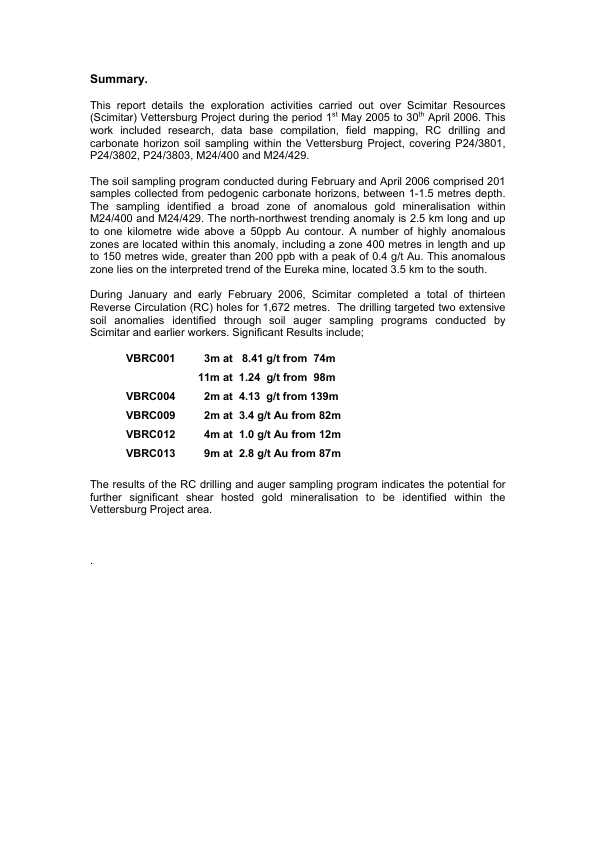 Summary.
This report details the exploration activities carried out over Scimitar Resources
(Scimitar) Vettersburg Project during the period 1st May 2005 to 30th April 2006. This
work included research, data base compilation, field mapping, RC drilling and
carbonate horizon soil sampling within the Vettersburg Project, covering P24/3801,
P24/3802, P24/3803, M24/400 and M24/429.
The soil sampling program conducted during February and April 2006 comprised 201
samples collected from pedogenic carbonate horizons, between 1-1.5 metres depth.
The sampling identified a broad zone of anomalous gold mineralisation within
M24/400 and M24/429. The north-northwest trending anomaly is 2.5 km long and up
to one kilometre wide above a 50ppb Au contour. A number of highly anomalous
zones are located within this anomaly, including a zone 400 metres in length and up
to 150 metres wide, greater than 200 ppb with a peak of 0.4 g/t Au. This anomalous
zone lies on the interpreted trend of the Eureka mine, located 3.5 km to the south.
During January and early February 2006, Scimitar completed a total of thirteen
Reverse Circulation (RC) holes for 1,672 metres. The drilling targeted two extensive
soil anomalies identified through soil auger sampling programs conducted by
Scimitar and earlier workers. Significant Results include;
VBRC001 3m at 8.41 g/t from 74m
11m at 1.24 g/t from 98m
VBRC004 2m at 4.13 g/t from 139m
VBRC009 2m at 3.4 g/t Au from 82m
VBRC012 4m at 1.0 g/t Au from 12m
VBRC013 9m at 2.8 g/t Au from 87m
The results of the RC drilling and auger sampling program indicates the potential for
further significant shear hosted gold mineralisation to be identified within the
Vettersburg Project area.
.